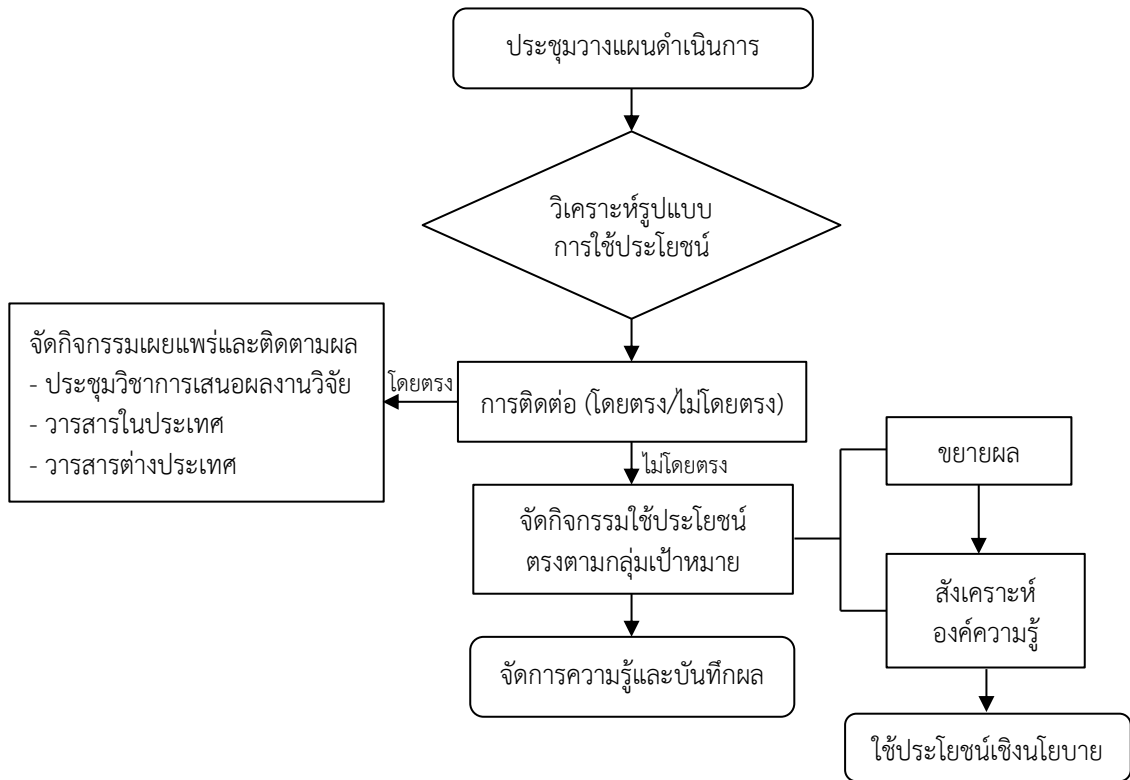 ประชุมวางแผนดำเนินการ
วิเคราะห์รูปแบบ
การใช้ประโยชน์
จัดกิจกรรมเผยแพร่และติดตามผล
- ประชุมวิชาการเสนอผลงานวิจัย
- วารสารในประเทศ
- วารสารต่างประเทศ
โดยตรง
การติดต่อ (โดยตรง/ไม่โดยตรง)
ไม่โดยตรง
จัดกิจกรรมใช้ประโยชน์
ตรงตามกลุ่มเป้าหมาย
ขยายผล
สังเคราะห์
องค์ความรู้
จัดการความรู้และบันทึกผล
ใช้ประโยชน์เชิงนโยบาย